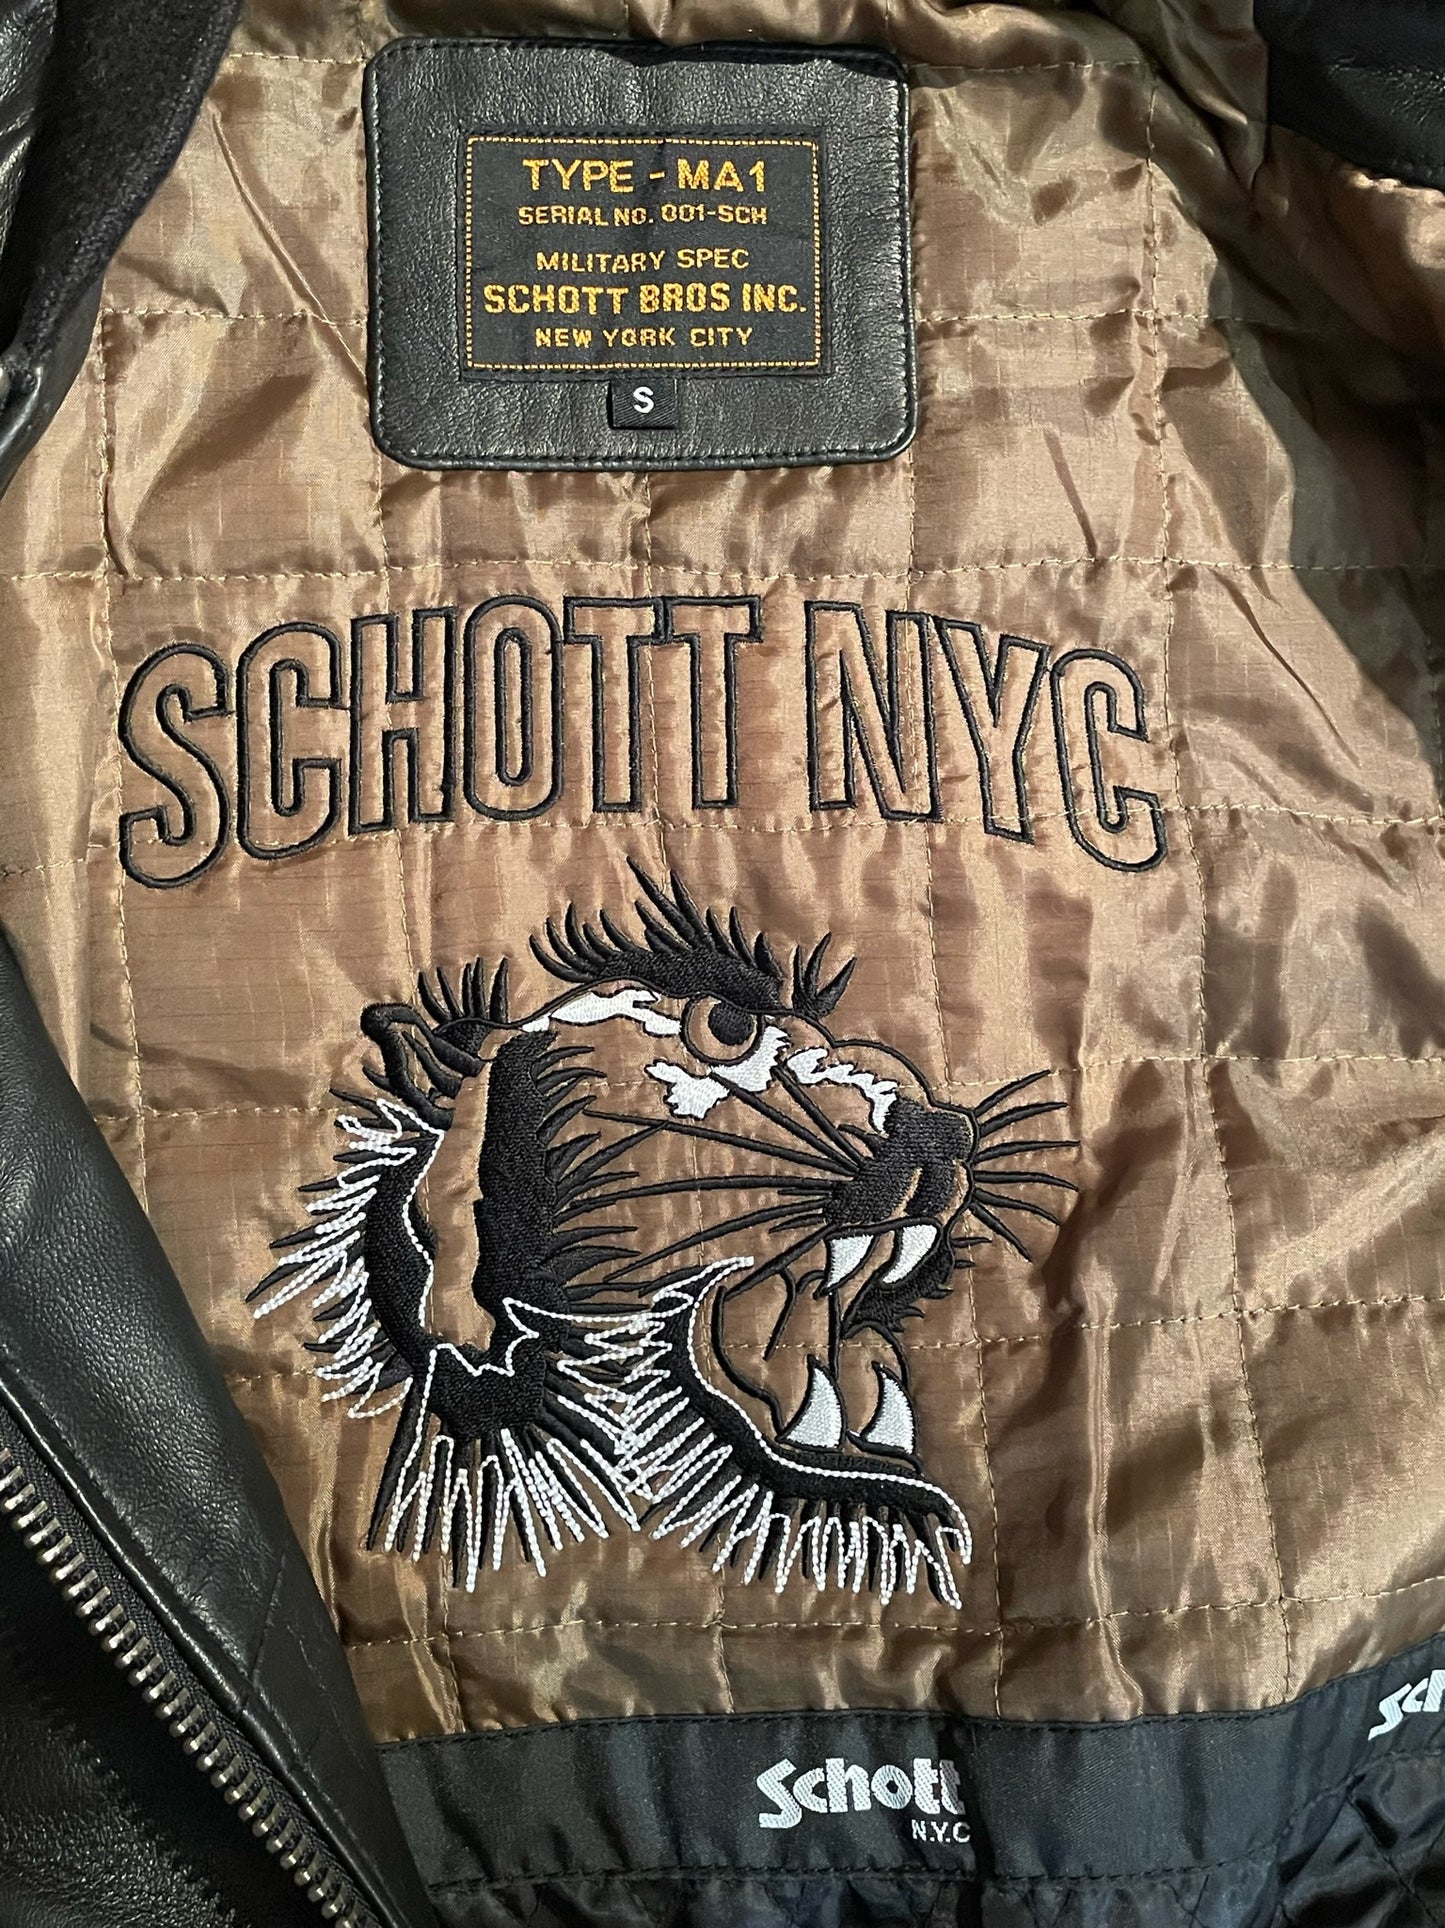 TYPE - MA1
SERIAL NO. 001-SCH
MILITARY SPEC
SCHOTT BROS INC.
NEW YORK CITY
S
SCHOTT NYC
Schott
N.Y.C